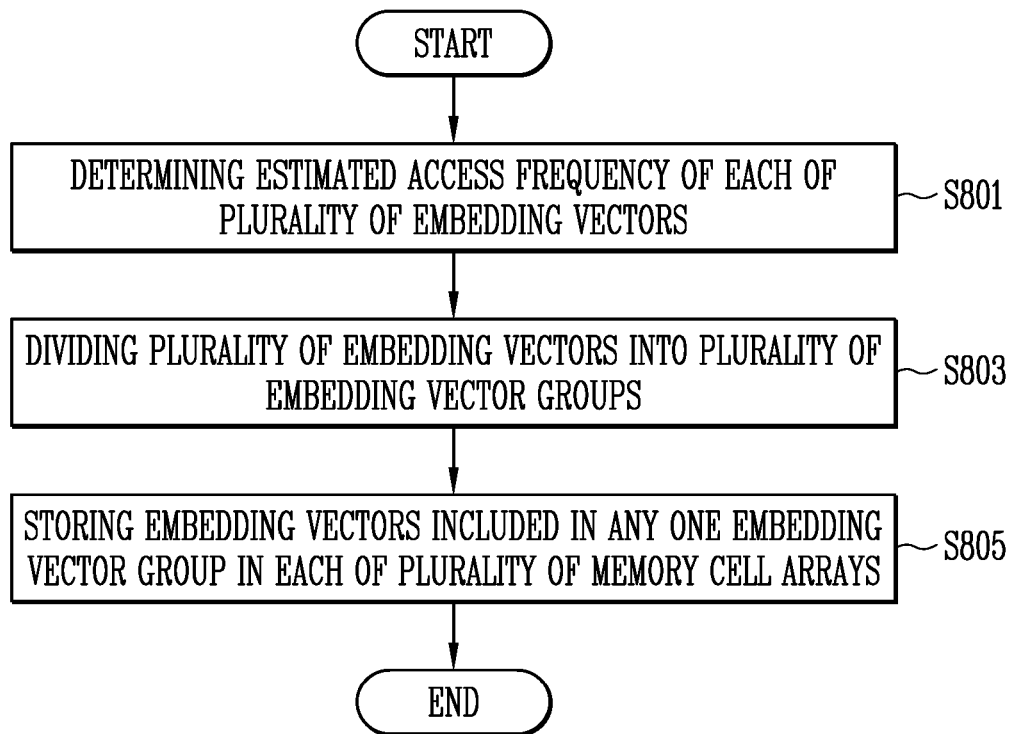 START
DETERMINING ESTIMATED ACCESS FREQUENCY OF EACH OF
PLURALITY OF EMBEDDING VECTORS
S801
DIVIDING PLURALITY OF EMBEDDING VECTORS INTO PLURALITY OF
EMBEDDING VECTOR GROUPS
S803
STORING EMBEDDING VECTORS INCLUDED IN ANY ONE EMBEDDING
VECTOR GROUP IN EACH OF PLURALITY OF MEMORY CELL ARRAYS
S805
END